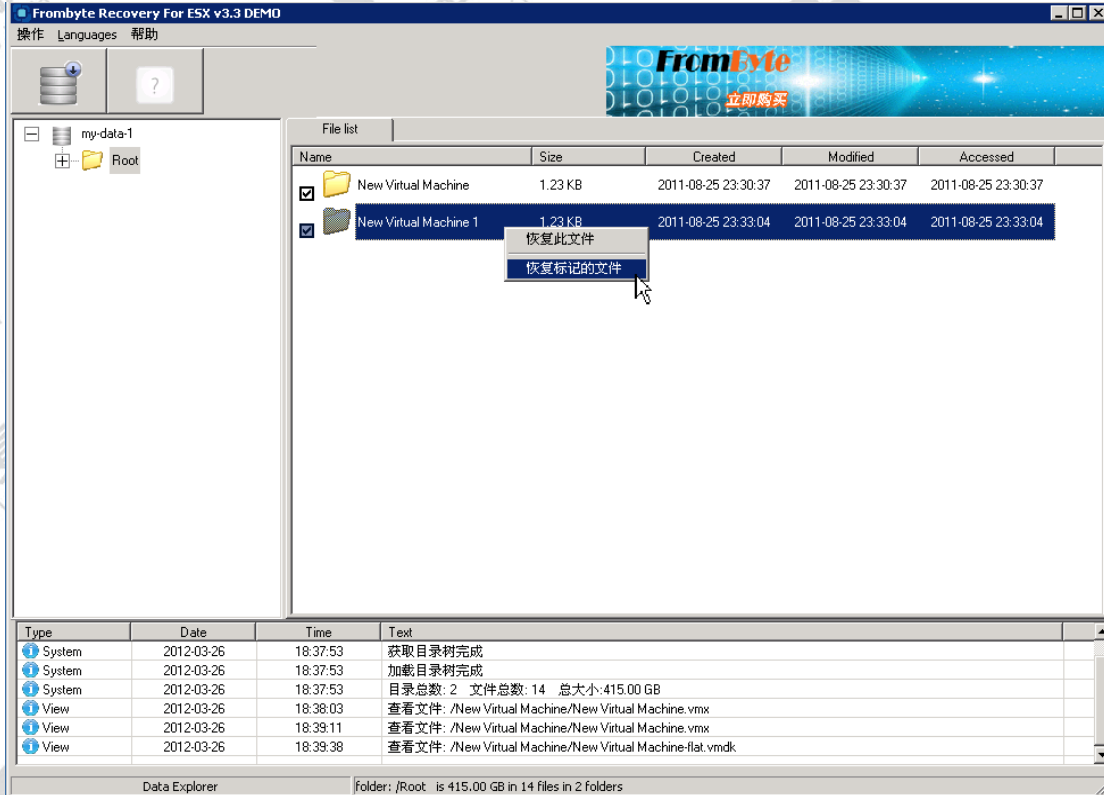 Frombyte Recovery For ESX v3.3 DEMO
操作 Languages 帮助
FromByte
立即购买
?
my-data-1
Root
File list
Name Size Created Modified Accessed
New Virtual Machine 1.23 KB 2011-08-25 23:30:37 2011-08-25 23:30:37 2011-08-25 23:30:37
New Virtual Machine 1 1.23 KB 2011-08-25 23:33:04 2011-08-25 23:33:04 2011-08-25 23:33:04
恢复此文件
恢复标记的文件
Type Date Time Text
System 2012-03-26 18:37:53 获取目录树完成
System 2012-03-26 18:37:53 加载目录树完成
System 2012-03-26 18:37:53 目录总数: 2 文件总数: 14 总大小:415.00 GB
View 2012-03-26 18:38:03 查看文件: /New Virtual Machine/New Virtual Machine.vmx
View 2012-03-26 18:39:11 查看文件: /New Virtual Machine/New Virtual Machine.vmx
View 2012-03-26 18:39:38 查看文件: /New Virtual Machine/New Virtual Machine-flat.vmdk
Data Explorer folder: /Root is 415.00 GB in 14 files in 2 folders